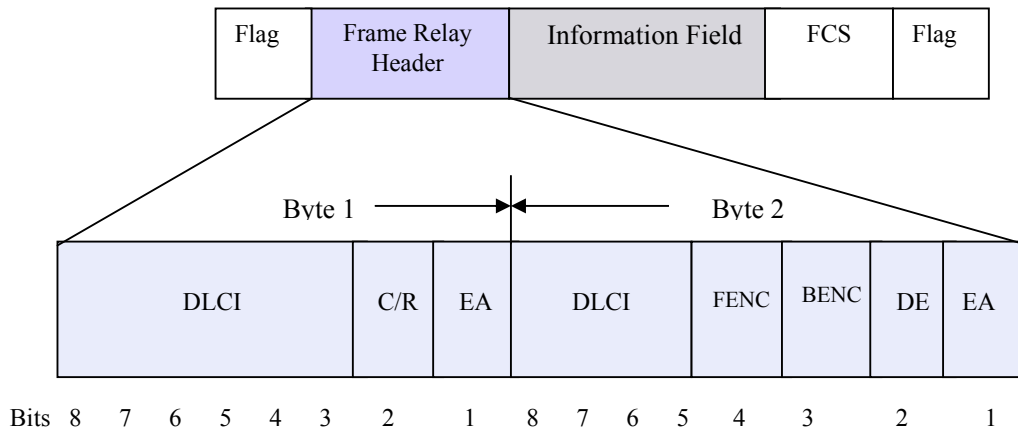 Flag Frame Relay Header Information Field FCS Flag
Byte 1 Byte 2
DLCI C/R EA DLCI FENC BENC DE EA
Bits 8 7 6 5 4 3 2 1 8 7 6 5 4 3 2 1